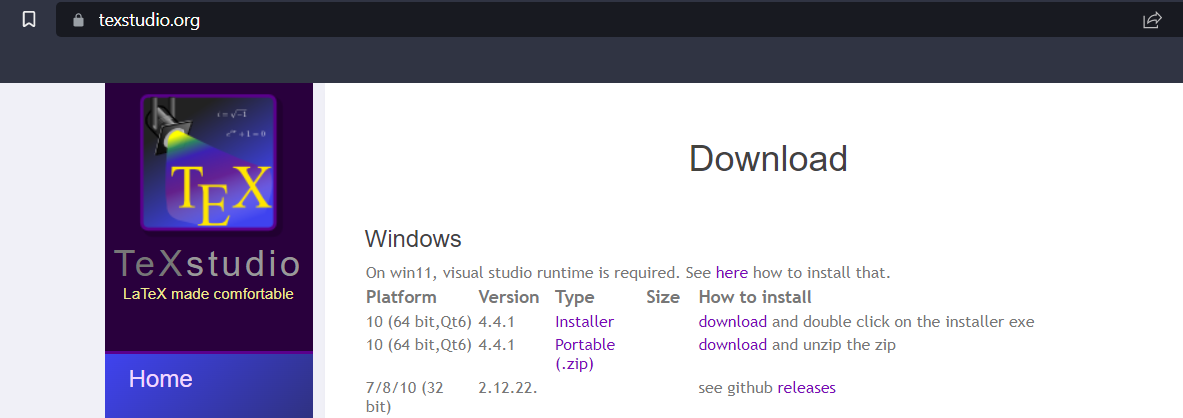 texstudio.org
i = √-1
e^iπ + 1 = 0
TEX
TeXstudio
LaTeX made comfortable
Home
Download
Windows
On win11, visual studio runtime is required. See here how to install that.
Platform Version Type Size How to install
10 (64 bit,Qt6) 4.4.1 Installer download and double click on the installer exe
10 (64 bit,Qt6) 4.4.1 Portable (.zip) download and unzip the zip
7/8/10 (32 bit) 2.12.22. see github releases